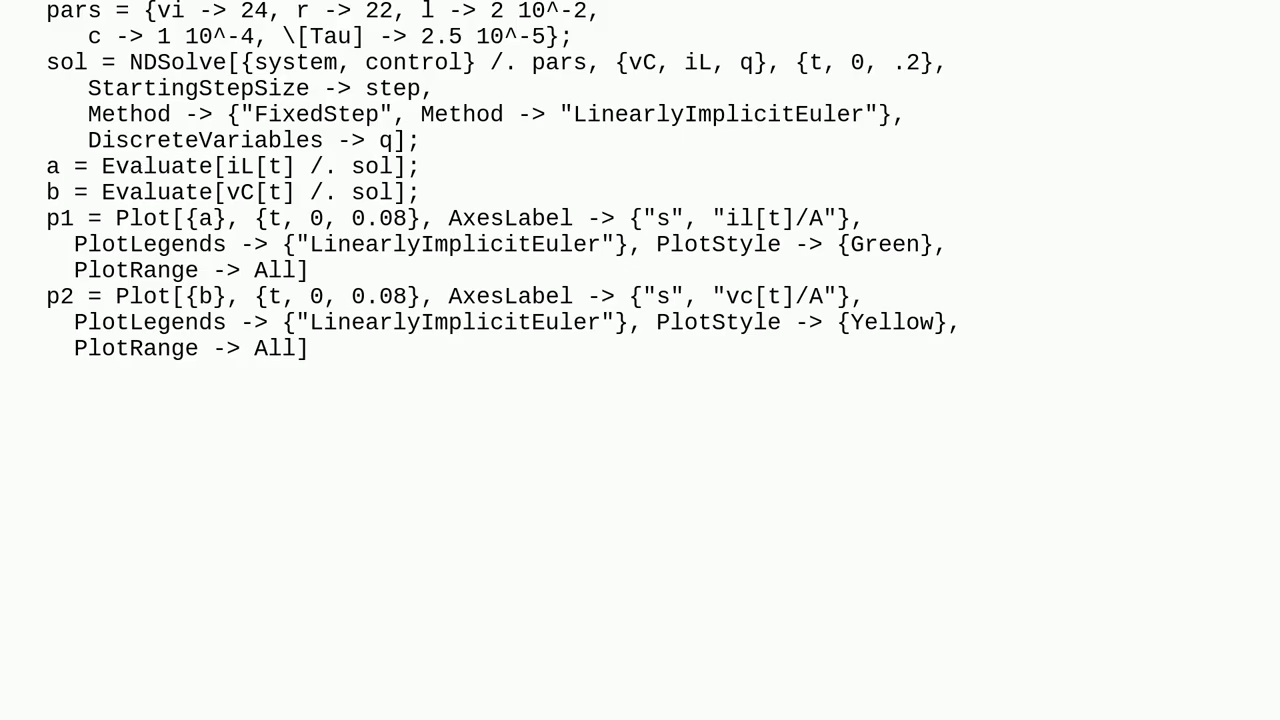 pars = {vi -> 24, r -> 22, l -> 2 10^-2,
c -> 1 10^-4, \[Tau] -> 2.5 10^-5};
sol = NDSolve[{system, control} /. pars, {vC, iL, q}, {t, 0, .2},
StartingStepSize -> step,
Method -> {"FixedStep", Method -> "LinearlyImplicitEuler"},
DiscreteVariables -> q];
a = Evaluate[iL[t] /. sol];
b = Evaluate[vC[t] /. sol];
p1 = Plot[{a}, {t, 0, 0.08}, AxesLabel -> {"s", "il[t]/A"},
PlotLegends -> {"LinearlyImplicitEuler"}, PlotStyle -> {Green},
PlotRange -> All]
p2 = Plot[{b}, {t, 0, 0.08}, AxesLabel -> {"s", "vc[t]/A"},
PlotLegends -> {"LinearlyImplicitEuler"}, PlotStyle -> {Yellow},
PlotRange -> All]